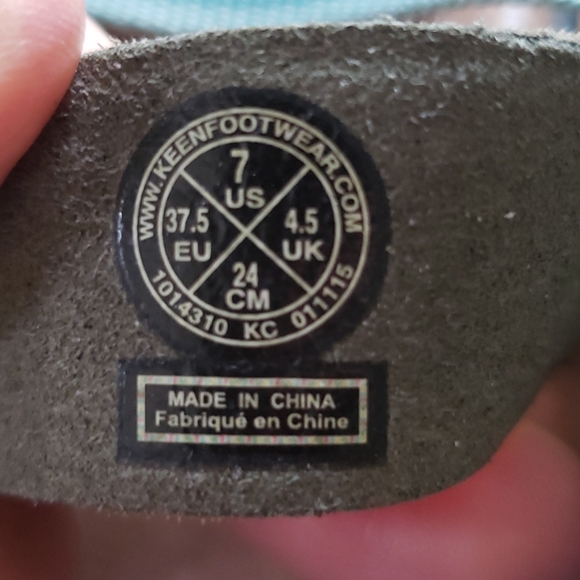 WWW.KEENFOOTWEAR.COM
7
US
37.5
EU
4.5
UK
24
CM
1014310 KC 011115
MADE IN CHINA
Fabriqué en Chine